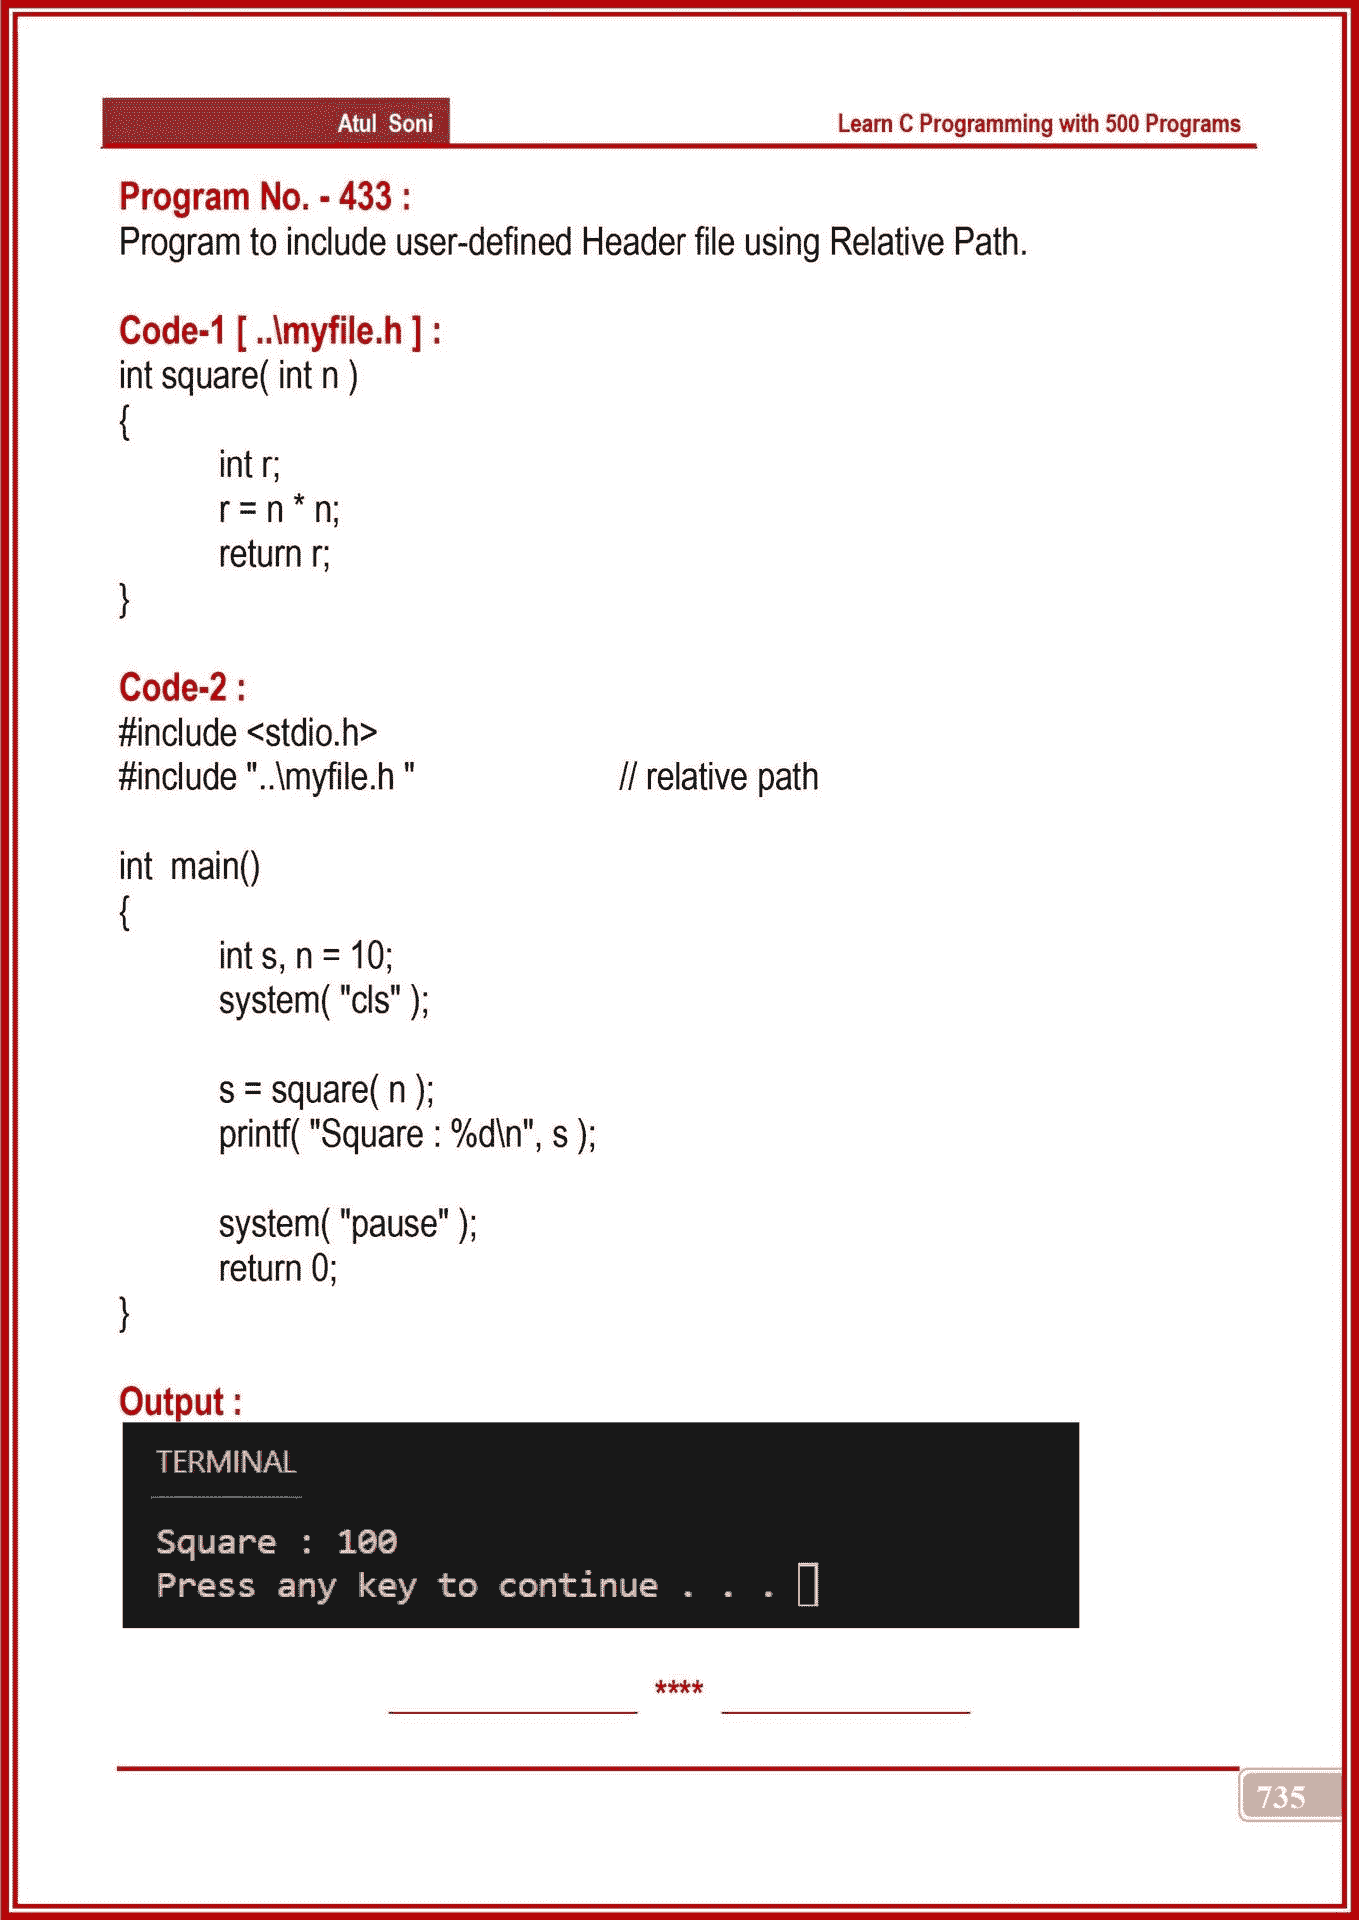 Atul Soni
Learn C Programming with 500 Programs
Program No. - 433 :
Program to include user-defined Header file using Relative Path.
Code-1 [ ..\myfile.h ] :
int square( int n )
{
int r;
r = n * n;
return r;
}
Code-2 :
#include <stdio.h>
#include "..\myfile.h " // relative path
int main()
{
int s, n = 10;
system( "cls" );
s = square( n );
printf( "Square : %d\n", s );
system( "pause" );
return 0;
}
Output :
TERMINAL
Square : 100
Press any key to continue . . .
****
735